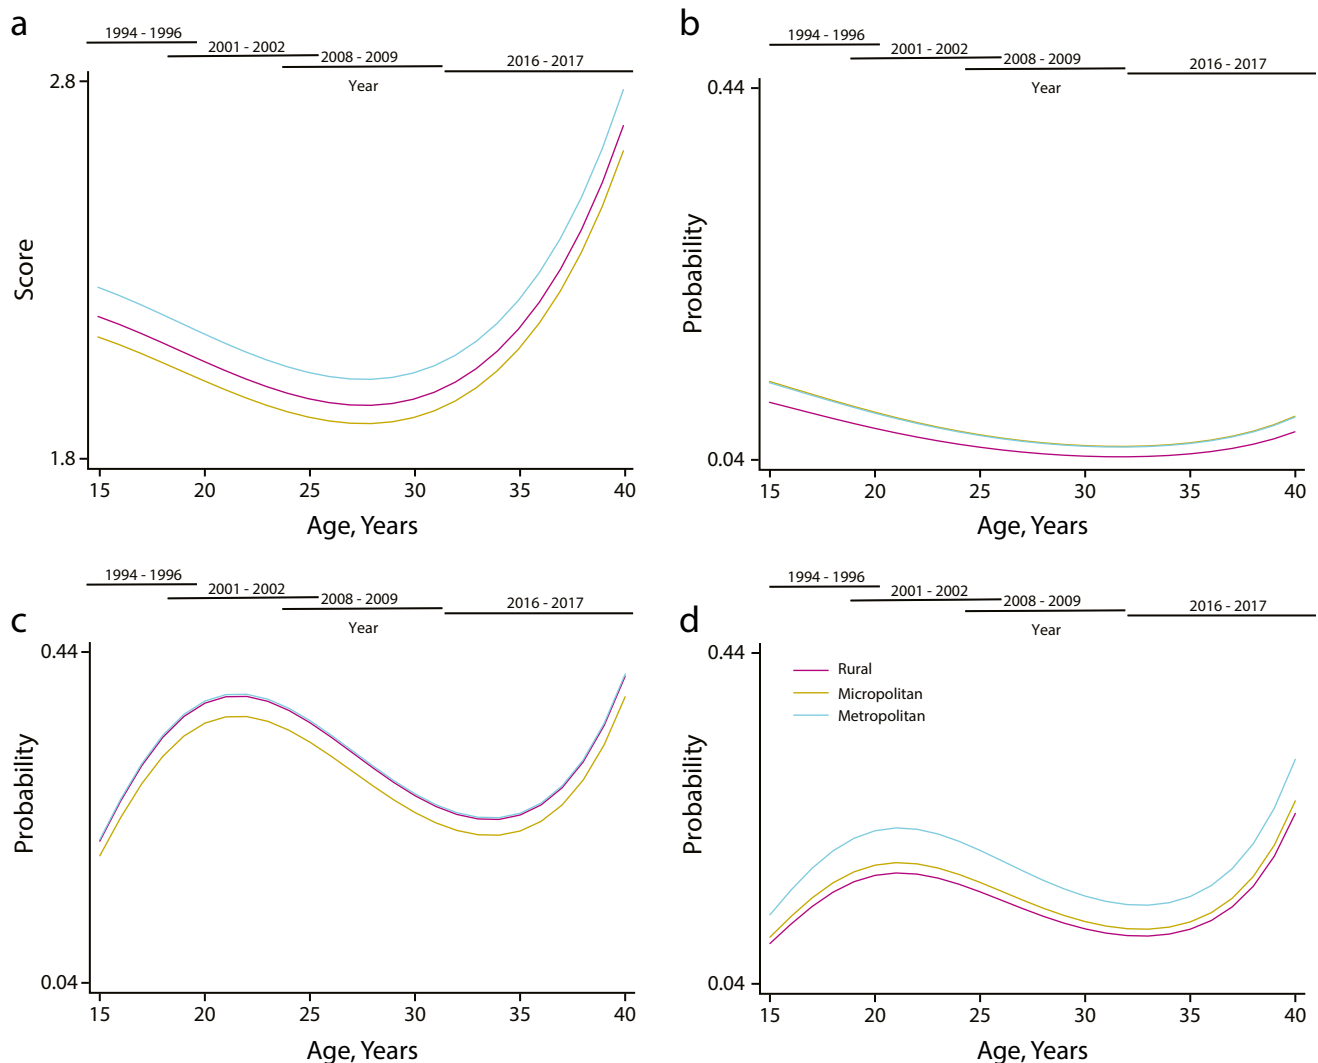 a
1994 - 1996
2001 - 2002
2008 - 2009
2016 - 2017
Year
2.8
Score
1.8
15 20 25 30 35 40
Age, Years
b
1994 - 1996
2001 - 2002
2008 - 2009
2016 - 2017
Year
0.44
Probability
0.04
15 20 25 30 35 40
Age, Years
c
1994 - 1996
2001 - 2002
2008 - 2009
2016 - 2017
Year
0.44
Probability
0.04
15 20 25 30 35 40
Age, Years
d
1994 - 1996
2001 - 2002
2008 - 2009
2016 - 2017
Year
0.44
Rural
Micropolitan
Metropolitan
Probability
0.04
15 20 25 30 35 40
Age, Years